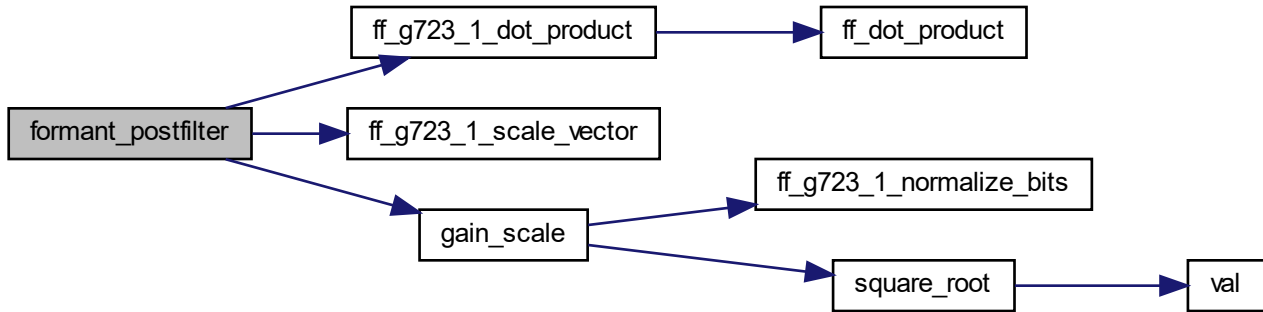 ff_g723_1_dot_product
ff_dot_product
formant_postfilter
ff_g723_1_scale_vector
ff_g723_1_normalize_bits
gain_scale
square_root
val